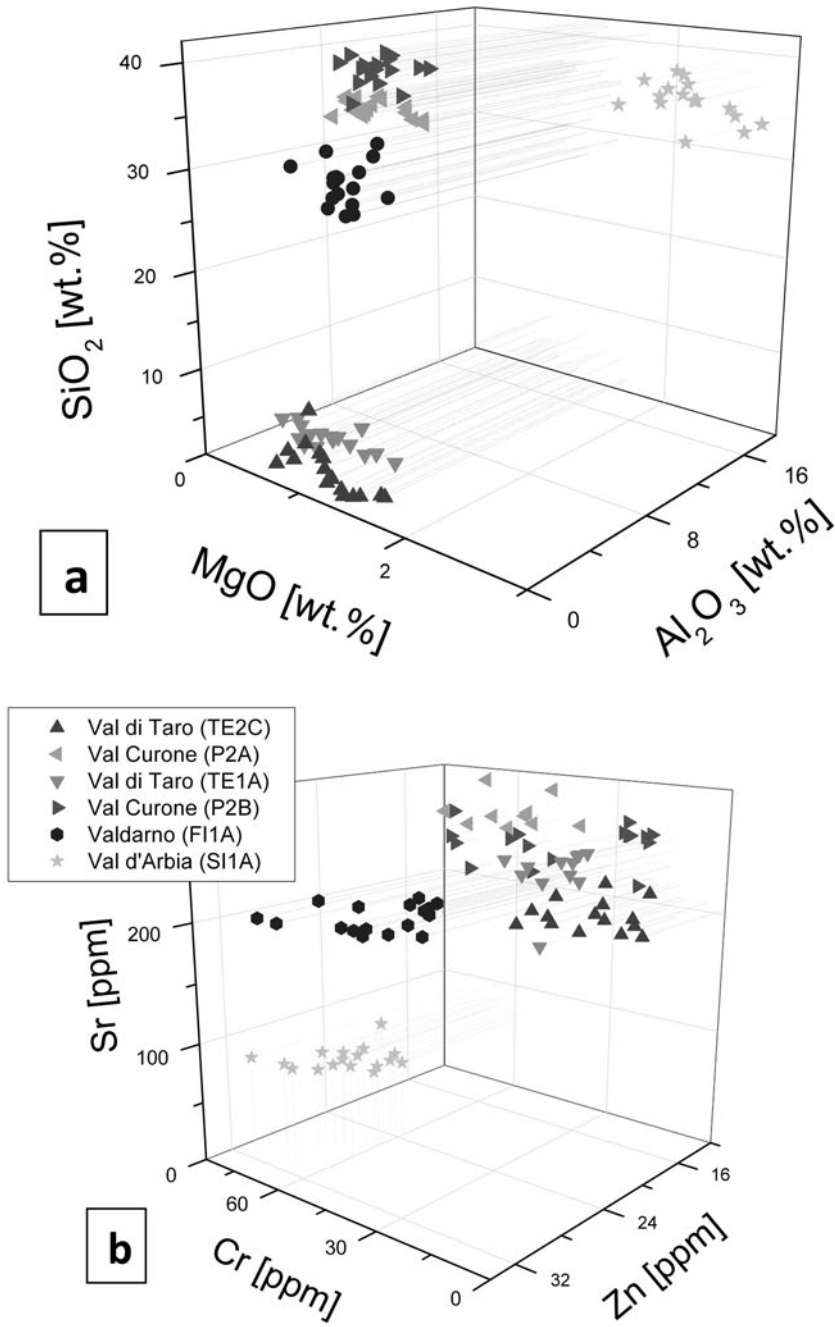 40
30
20
10
0
SiO2 [wt.%]
MgO [wt.%]
2
0
8
16
Al2O3 [wt.%]
a
Val di Taro (TE2C)
Val Curone (P2A)
Val di Taro (TE1A)
Val Curone (P2B)
Valdarno (FI1A)
Val d'Arbia (SI1A)
200
100
0
Sr [ppm]
60
30
0
Cr [ppm]
32
24
16
Zn [ppm]
b